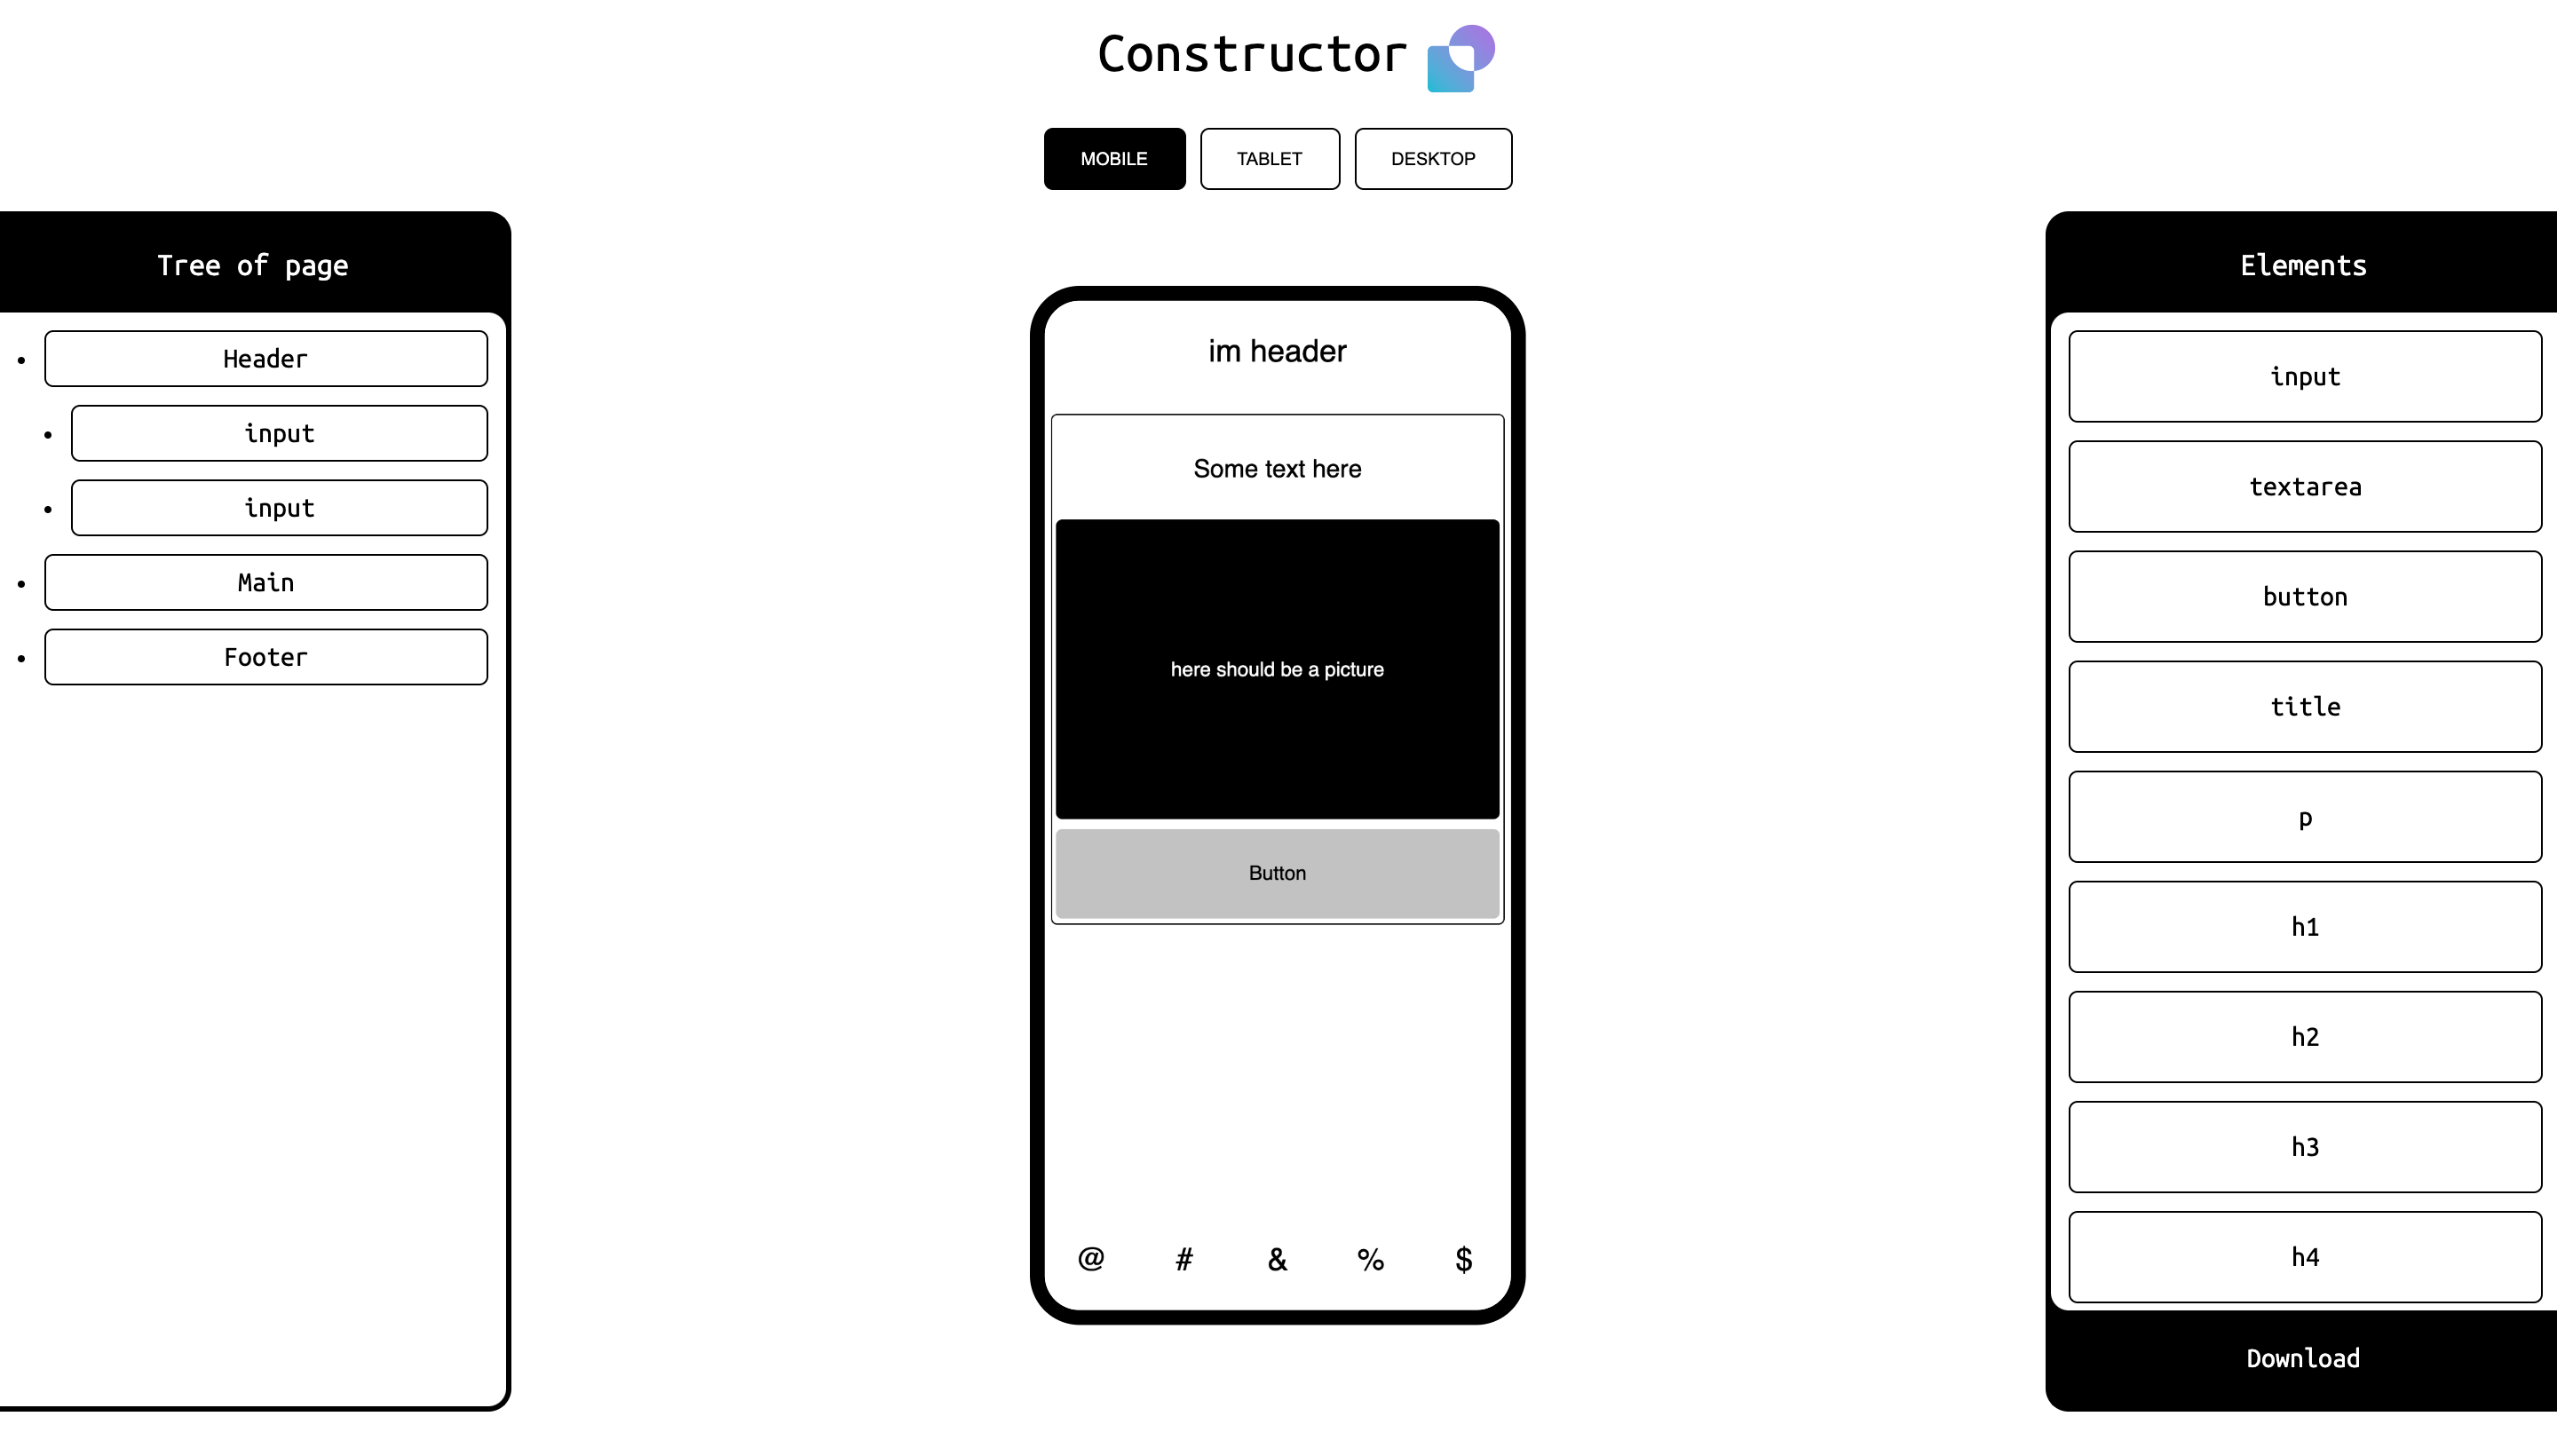 Constructor
MOBILE TABLET DESKTOP
Tree of page
Header
input
input
Main
Footer
im header
Some text here
here should be a picture
Button
@ # & % $
Elements
input
textarea
button
title
p
h1
h2
h3
h4
Download